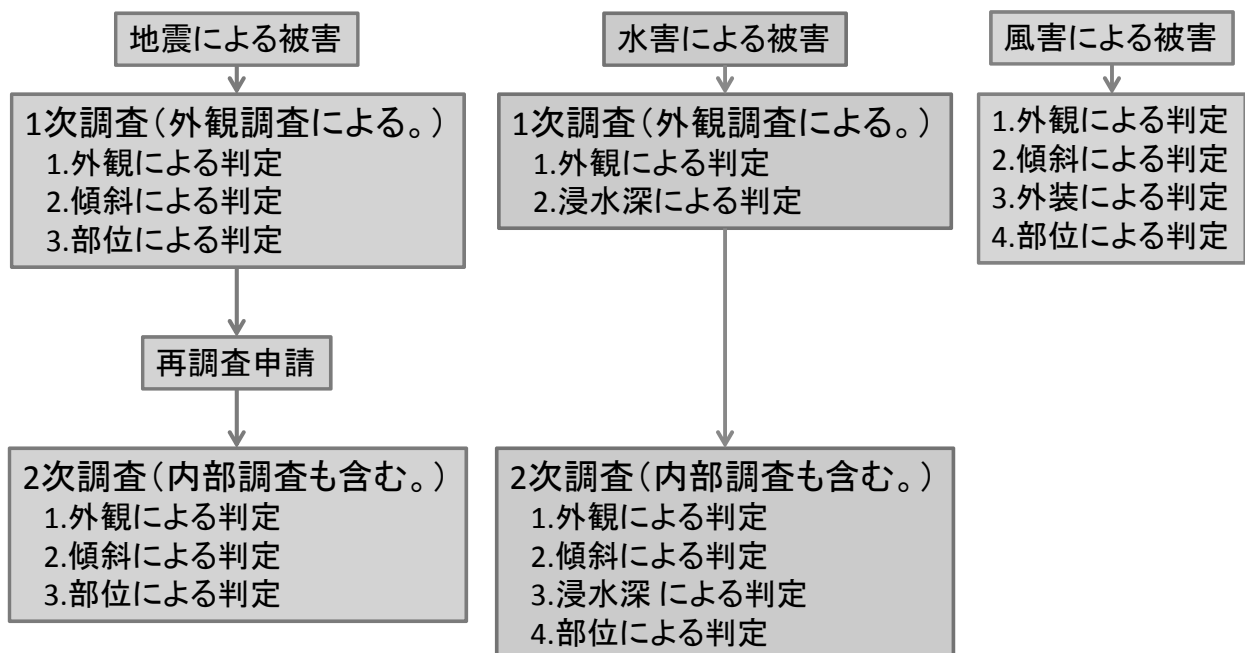 地震による被害
1次調査（外観調査による。）
1.外観による判定
2.傾斜による判定
3.部位による判定
再調査申請
2次調査（内部調査も含む。）
1.外観による判定
2.傾斜による判定
3.部位による判定
水害による被害
1次調査（外観調査による。）
1.外観による判定
2.浸水深による判定
2次調査（内部調査も含む。）
1.外観による判定
2.傾斜による判定
3.浸水深 による判定
4.部位による判定
風害による被害
1.外観による判定
2.傾斜による判定
3.外装による判定
4.部位による判定